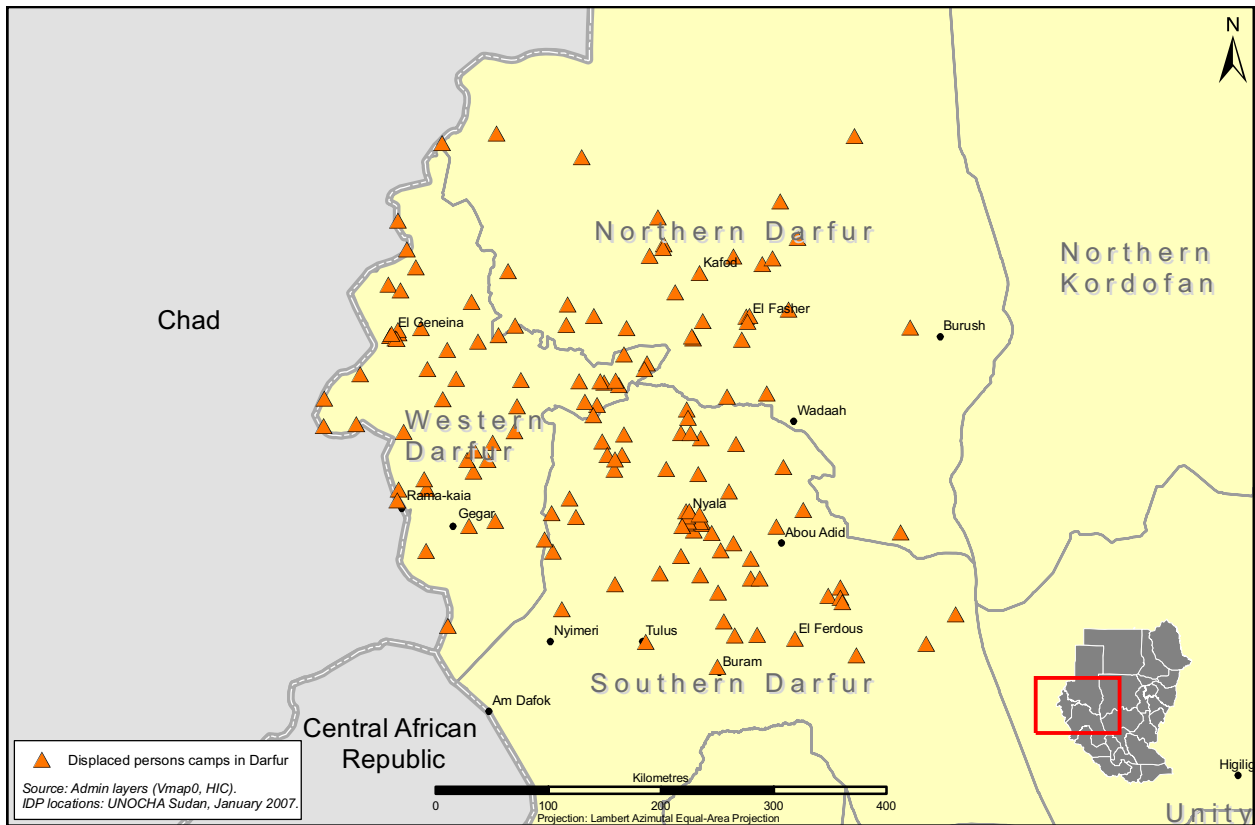 N
Northern Darfur
Northern
Kordofan
Kafod
Chad
El Fasher
El Geneina
Burush
Western
Darfur
Wadaah
Rama-kaia
Nyala
Gegar
Abou Adid
El Ferdous
Nyimeri
Tulus
Buram
Southern Darfur
Am Dafok
Central African
Republic
Displaced persons camps in Darfur
Source: Admin layers (Vmap0, HIC).
IDP locations: UNOCHA Sudan, January 2007.
Kilometres
0 100 200 300 400
Projection: Lambert Azimutal Equal-Area Projection
Higlig
Unity